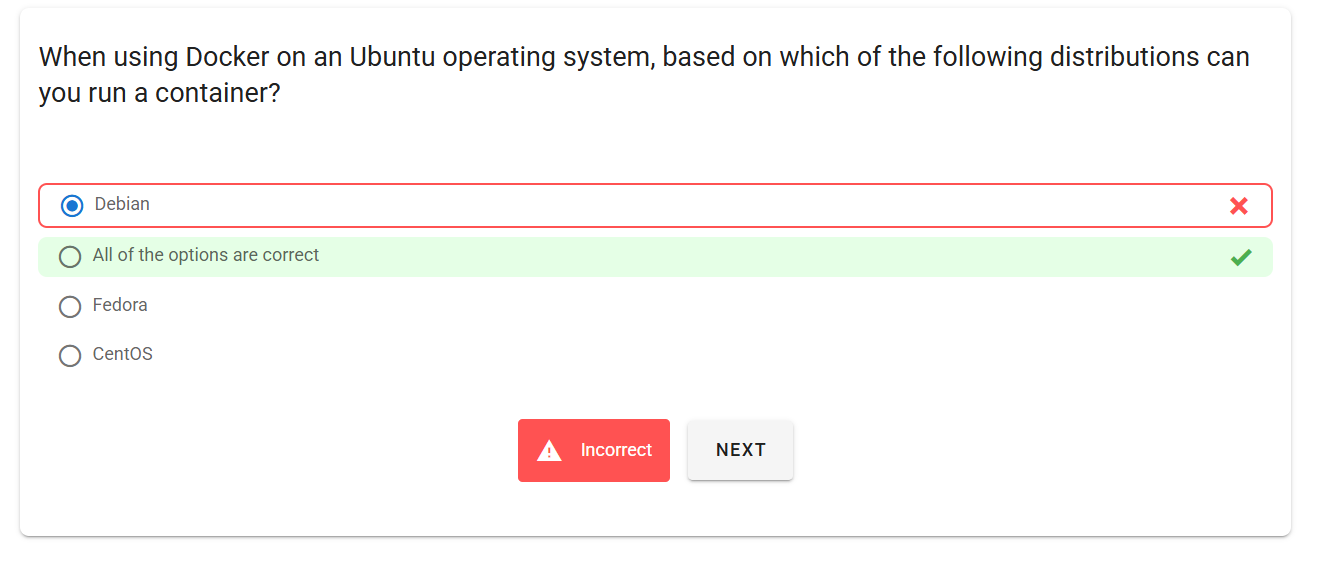 When using Docker on an Ubuntu operating system, based on which of the following distributions can
you run a container?
Debian
All of the options are correct
Fedora
CentOS
Incorrect
NEXT